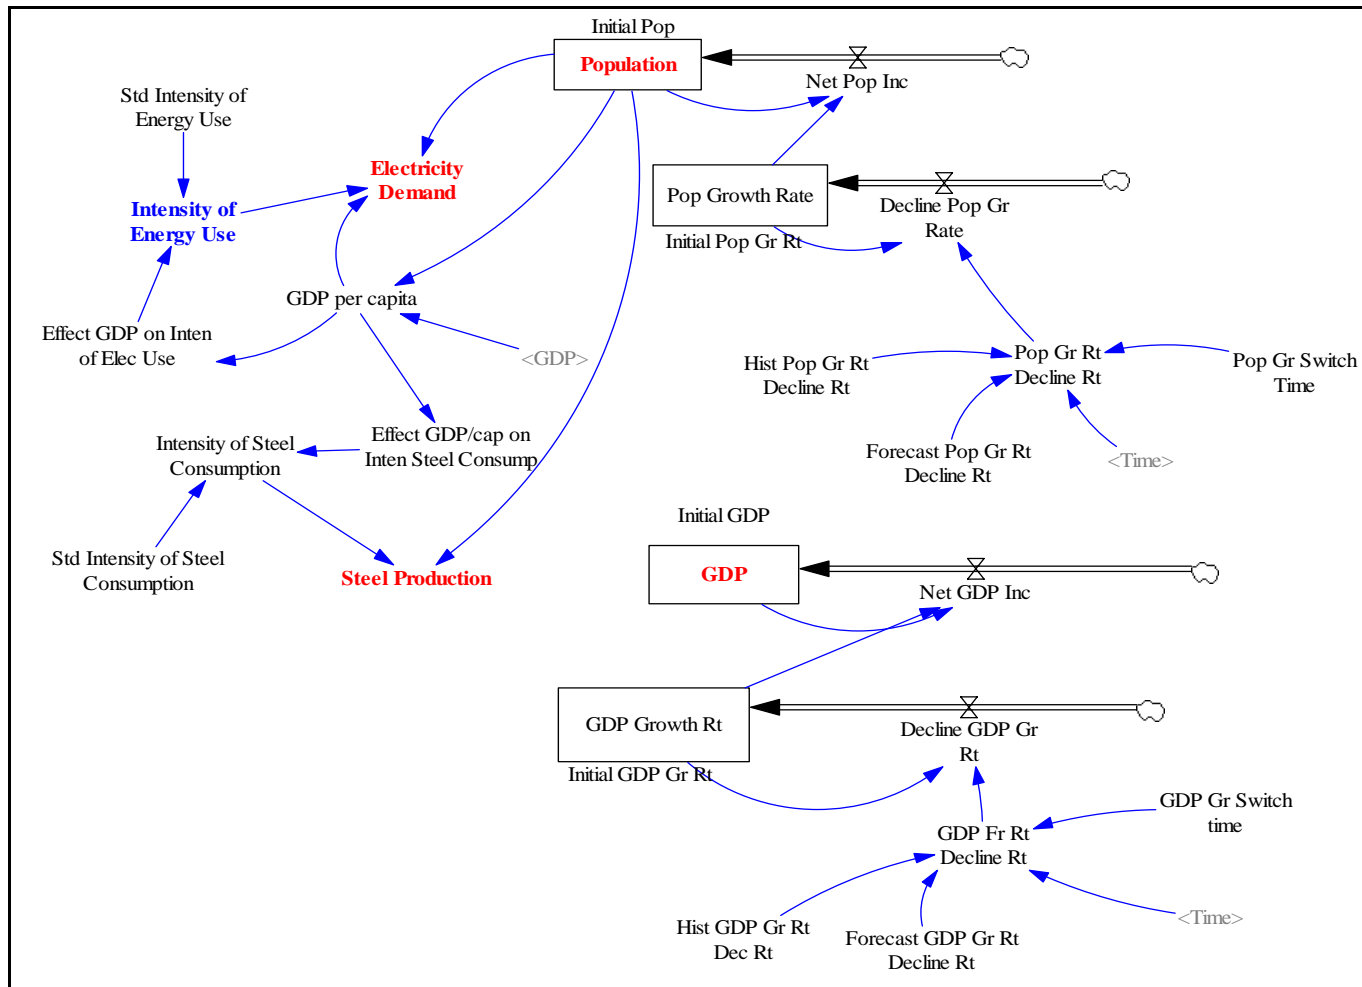 Initial Pop
Population
Net Pop Inc
Std Intensity of
Energy Use
Electricity
Demand
Pop Growth Rate
Decline Pop Gr
Rate
Initial Pop Gr Rt
Intensity of
Energy Use
GDP per capita
Effect GDP on Inten
of Elec Use
<GDP>
Hist Pop Gr Rt
Decline Rt
Pop Gr Rt
Decline Rt
Pop Gr Switch
Time
Forecast Pop Gr Rt
Decline Rt
<Time>
Intensity of Steel
Consumption
Effect GDP/cap on
Inten Steel Consump
Std Intensity of Steel
Consumption
Steel Production
Initial GDP
GDP
Net GDP Inc
GDP Growth Rt
Decline GDP Gr
Rt
Initial GDP Gr Rt
GDP Gr Switch
time
GDP Fr Rt
Decline Rt
Hist GDP Gr Rt
Dec Rt
Forecast GDP Gr Rt
Decline Rt
<Time>